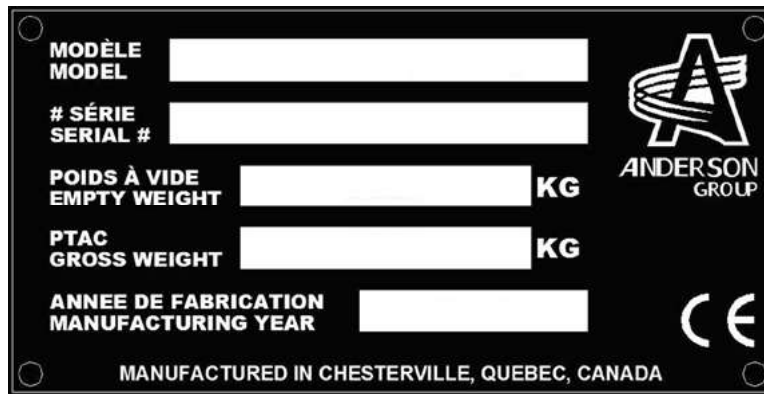 MODÈLE
MODEL
# SÉRIE
SERIAL #
POIDS À VIDE
EMPTY WEIGHT
KG
PTAC
GROSS WEIGHT
KG
ANNEE DE FABRICATION
MANUFACTURING YEAR
ANDERSON
GROUP
CE
MANUFACTURED IN CHESTERVILLE, QUEBEC, CANADA